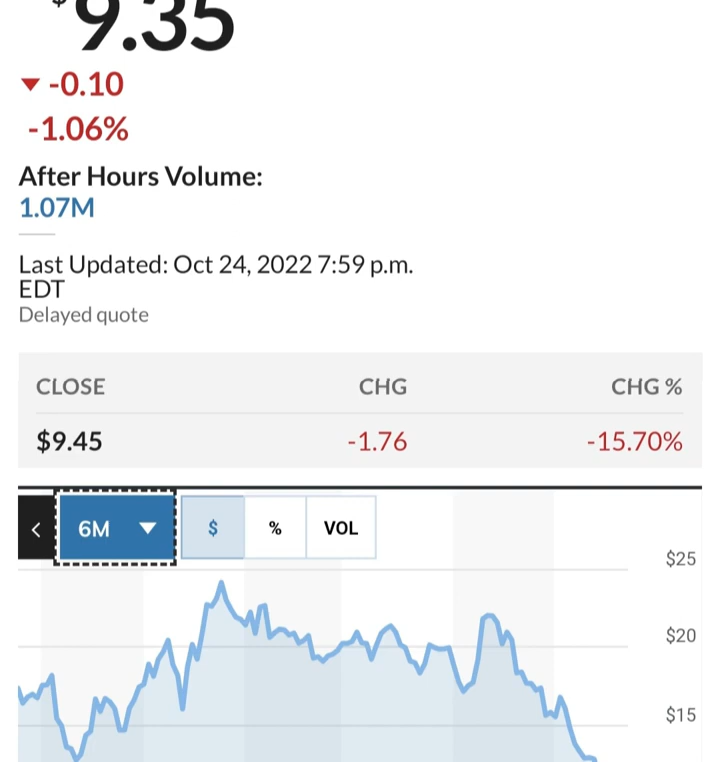 $9.35
-0.10
-1.06%
After Hours Volume:
1.07M
Last Updated: Oct 24, 2022 7:59 p.m.
EDT
Delayed quote
CLOSE CHG CHG %
$9.45 -1.76 -15.70%
< 6M $ % VOL
$25
$20
$15